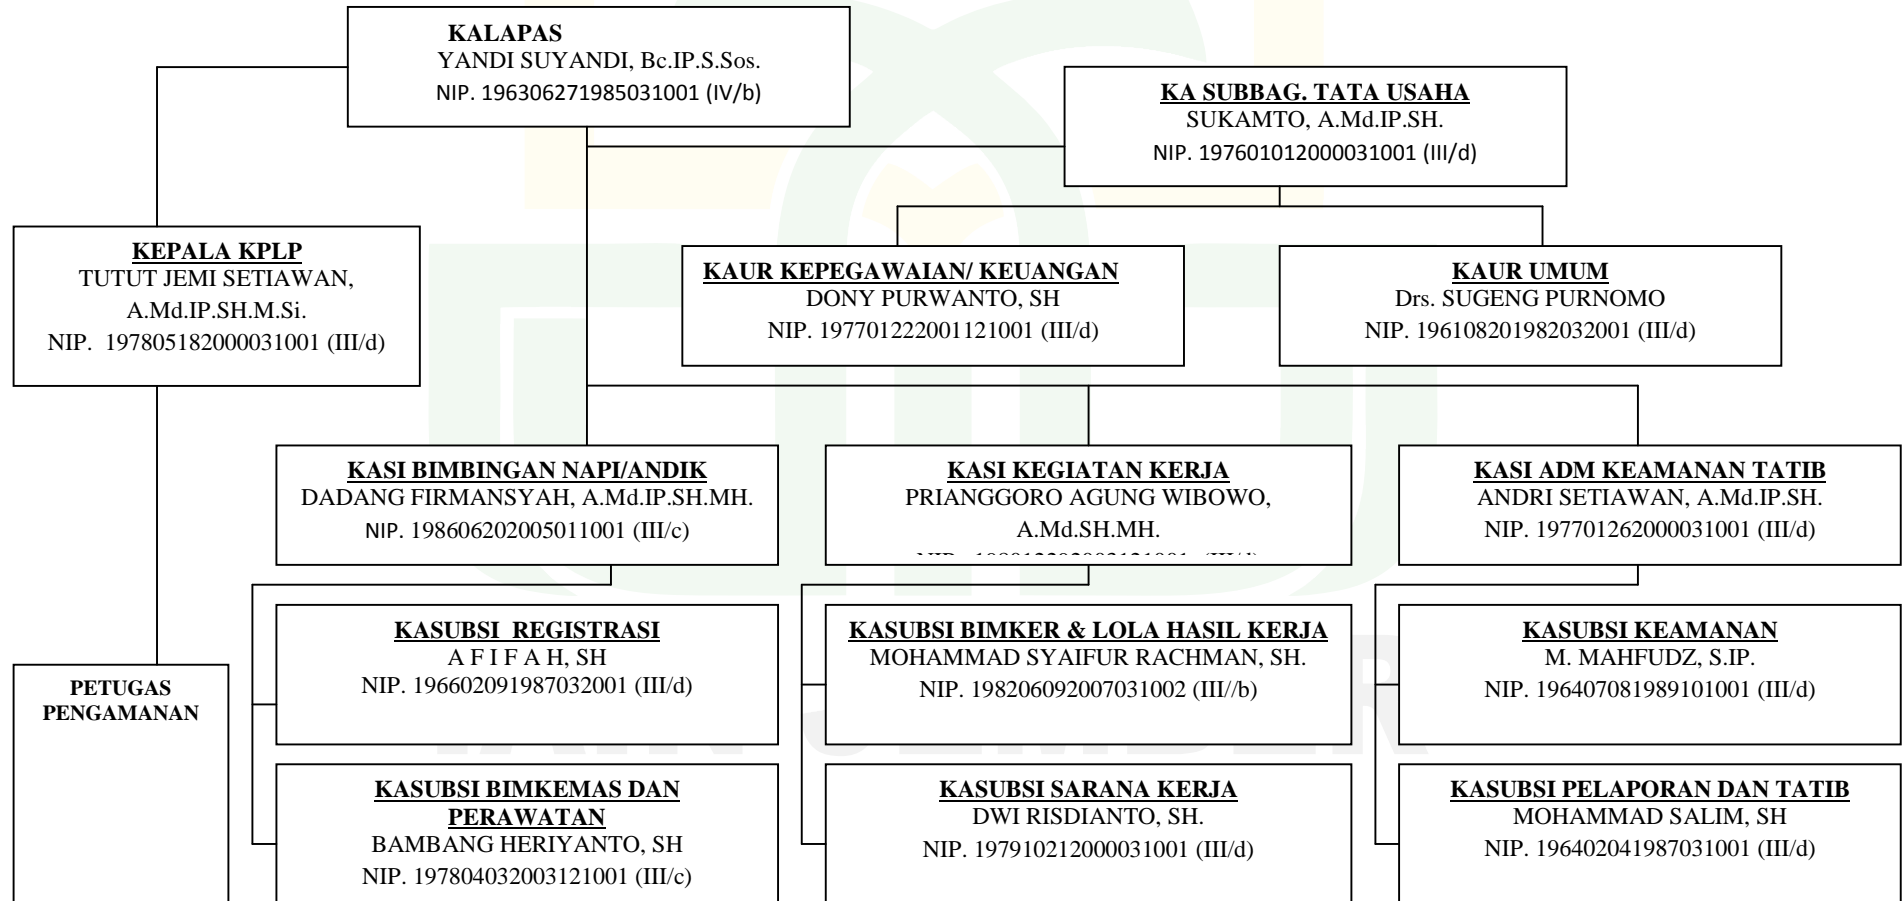 KALAPAS
YANDI SUYANDI, Bc.IP.S.Sos.
NIP. 196306271985031001 (IV/b)
KA SUBBAG. TATA USAHA
SUKAMTO, A.Md.IP.SH.
NIP. 197601012000031001 (III/d)
KEPALA KPLP
TUTUT JEMI SETIAWAN,
A.Md.IP.SH.M.Si.
NIP. 197805182000031001 (III/d)
KAUR KEPEGAWAIAN/ KEUANGAN
DONY PURWANTO, SH
NIP. 197701222001121001 (III/d)
KAUR UMUM
Drs. SUGENG PURNOMO
NIP. 196108201982032001 (III/d)
KASI BIMBINGAN NAPI/ANDIK
DADANG FIRMANSYAH, A.Md.IP.SH.MH.
NIP. 198606202005011001 (III/c)
KASI KEGIATAN KERJA
PRIANGGORO AGUNG WIBOWO,
A.Md.SH.MH.
KASI ADM KEAMANAN TATIB
ANDRI SETIAWAN, A.Md.IP.SH.
NIP. 197701262000031001 (III/d)
KASUBSI  REGISTRASI
A F I F A H, SH
NIP. 196602091987032001 (III/d)
KASUBSI BIMKER & LOLA HASIL KERJA
MOHAMMAD SYAIFUR RACHMAN, SH.
NIP. 198206092007031002 (III//b)
KASUBSI KEAMANAN
M. MAHFUDZ, S.IP.
NIP. 196407081989101001 (III/d)
PETUGAS
PENGAMANAN
KASUBSI BIMKEMAS DAN
PERAWATAN
BAMBANG HERIYANTO, SH
NIP. 197804032003121001 (III/c)
KASUBSI SARANA KERJA
DWI RISDIANTO, SH.
NIP. 197910212000031001 (III/d)
KASUBSI PELAPORAN DAN TATIB
MOHAMMAD SALIM, SH
NIP. 196402041987031001 (III/d)
IAIN JEMBER